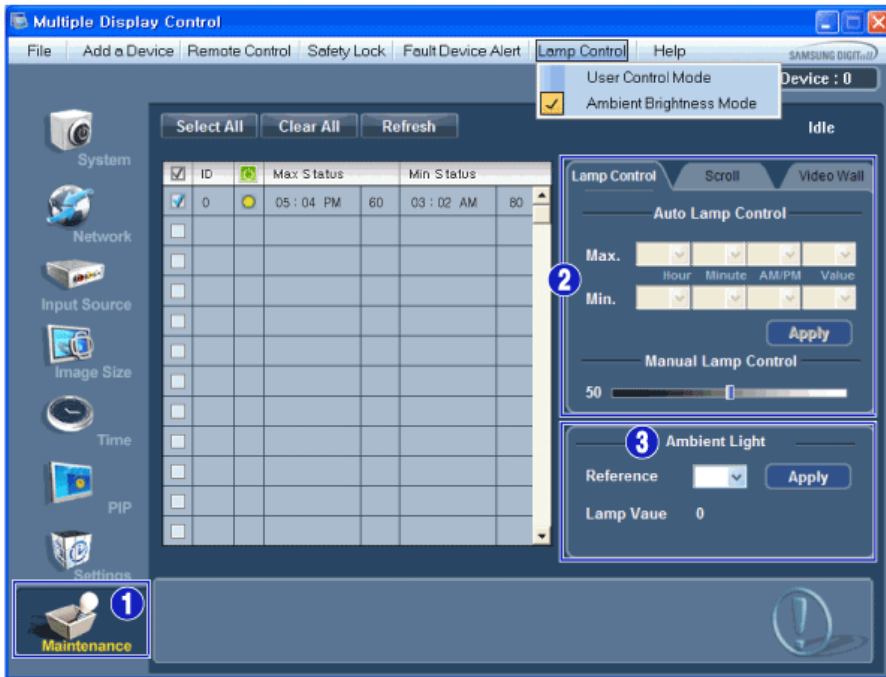 Multiple Display Control
File Add a Device Remote Control Safety Lock Fault Device Alert Lamp Control Help SAMSUNG DIGITall
User Control Mode
Ambient Brightness Mode
Device : 0
Select All Clear All Refresh
Idle
System
Network
Input Source
Image Size
Time
PIP
Settings
1
Maintenance
ID Max Status Min Status
0 05 : 04 PM 60 03 : 02 AM 80
Lamp Control Scroll Video Wall
Auto Lamp Control
Max.
Hour Minute AM/PM Value
2
Min.
Apply
Manual Lamp Control
50
3 Ambient Light
Reference Apply
Lamp Vaue 0